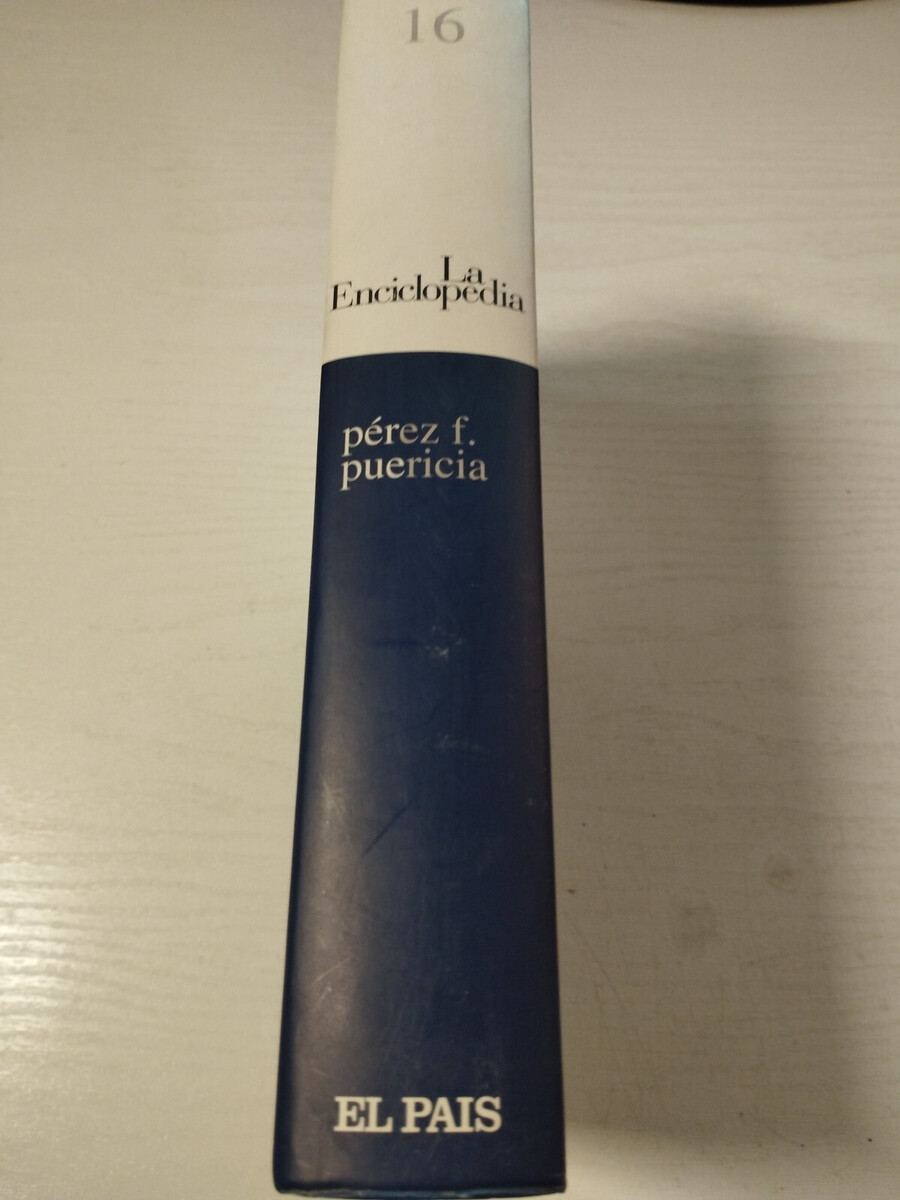 16
La
Enciclopedia
pérez f.
puericia
EL PAIS